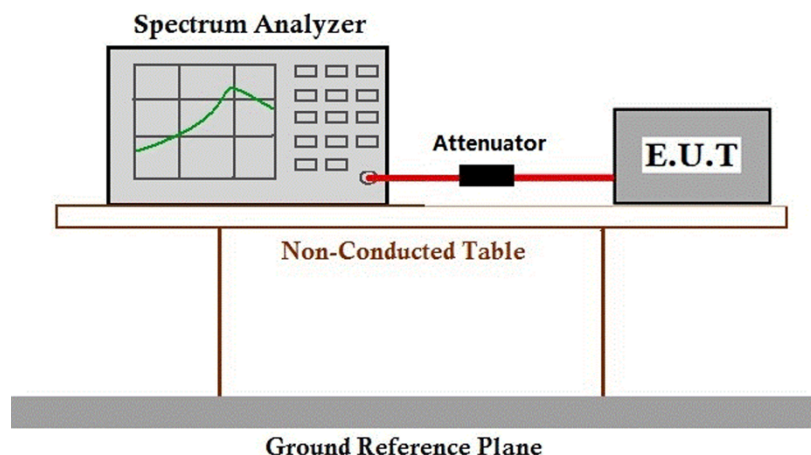 Spectrum Analyzer
Attenuator
E.U.T
Non-Conducted Table
Ground Reference Plane